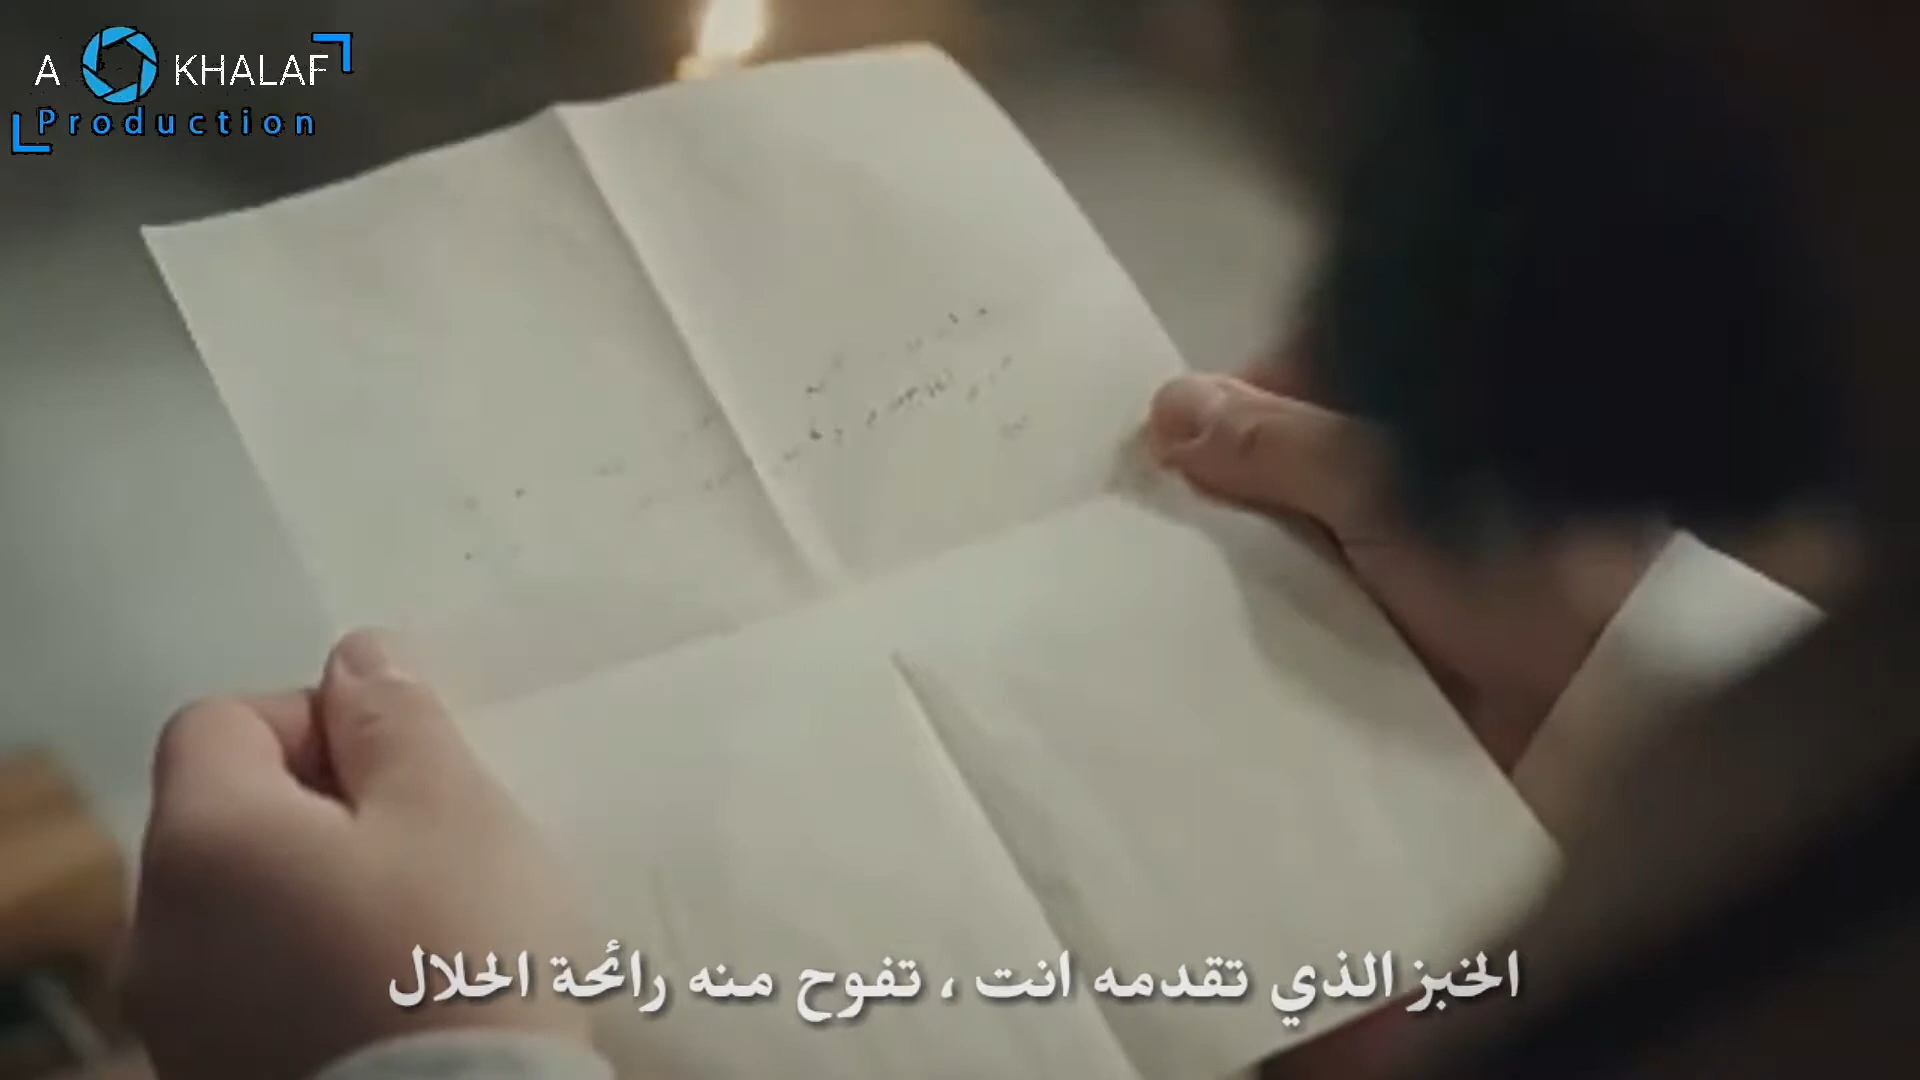 A KHALAF
Production
الخبز الذي تقدمه انت ، تفوح منه رائحة الحلال